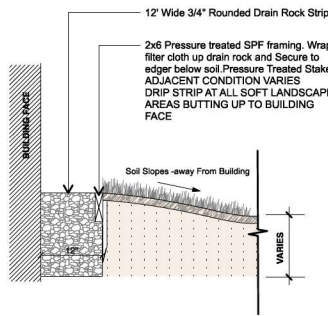 12' Wide 3/4" Rounded Drain Rock Strip
2x6 Pressure treated SPF framing. Wrap
filter cloth up drain rock and Secure to
edger below soil.Pressure Treated Stake
ADJACENT CONDITION VARIES
DRIP STRIP AT ALL SOFT LANDSCAPE
AREAS BUTTING UP TO BUILDING
FACE
BUILDING FACE
Soil Slopes -away From Building
12"
VARIES